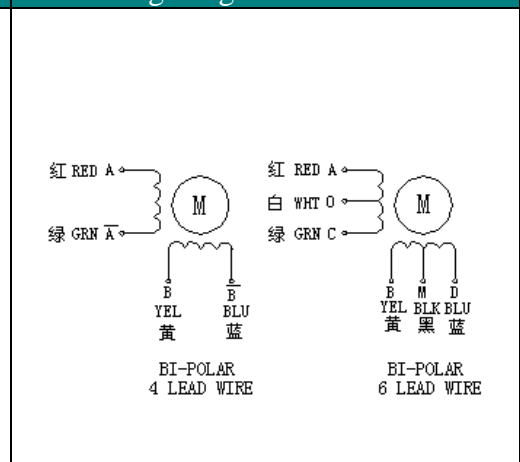 红 RED A
绿 GRN A̅
M
B B̅
YEL BLU
黄 蓝
BI-POLAR
4 LEAD WIRE
红 RED A
白 WHT O
绿 GRN C
M
B M D
YEL BLK BLU
黄 黑 蓝
BI-POLAR
6 LEAD WIRE